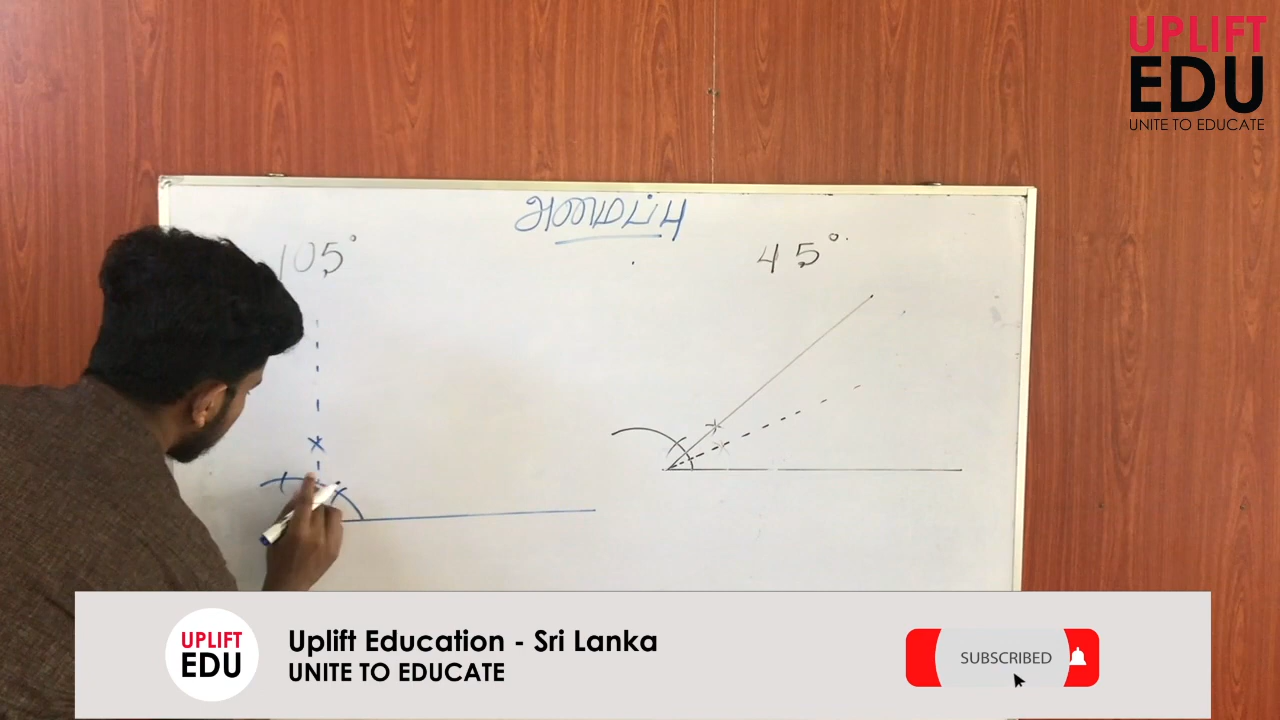 UPLIFT
EDU
UNITE TO EDUCATE
அமைப்பு
105°
45°
UPLIFT
EDU
Uplift Education - Sri Lanka
UNITE TO EDUCATE
SUBSCRIBED